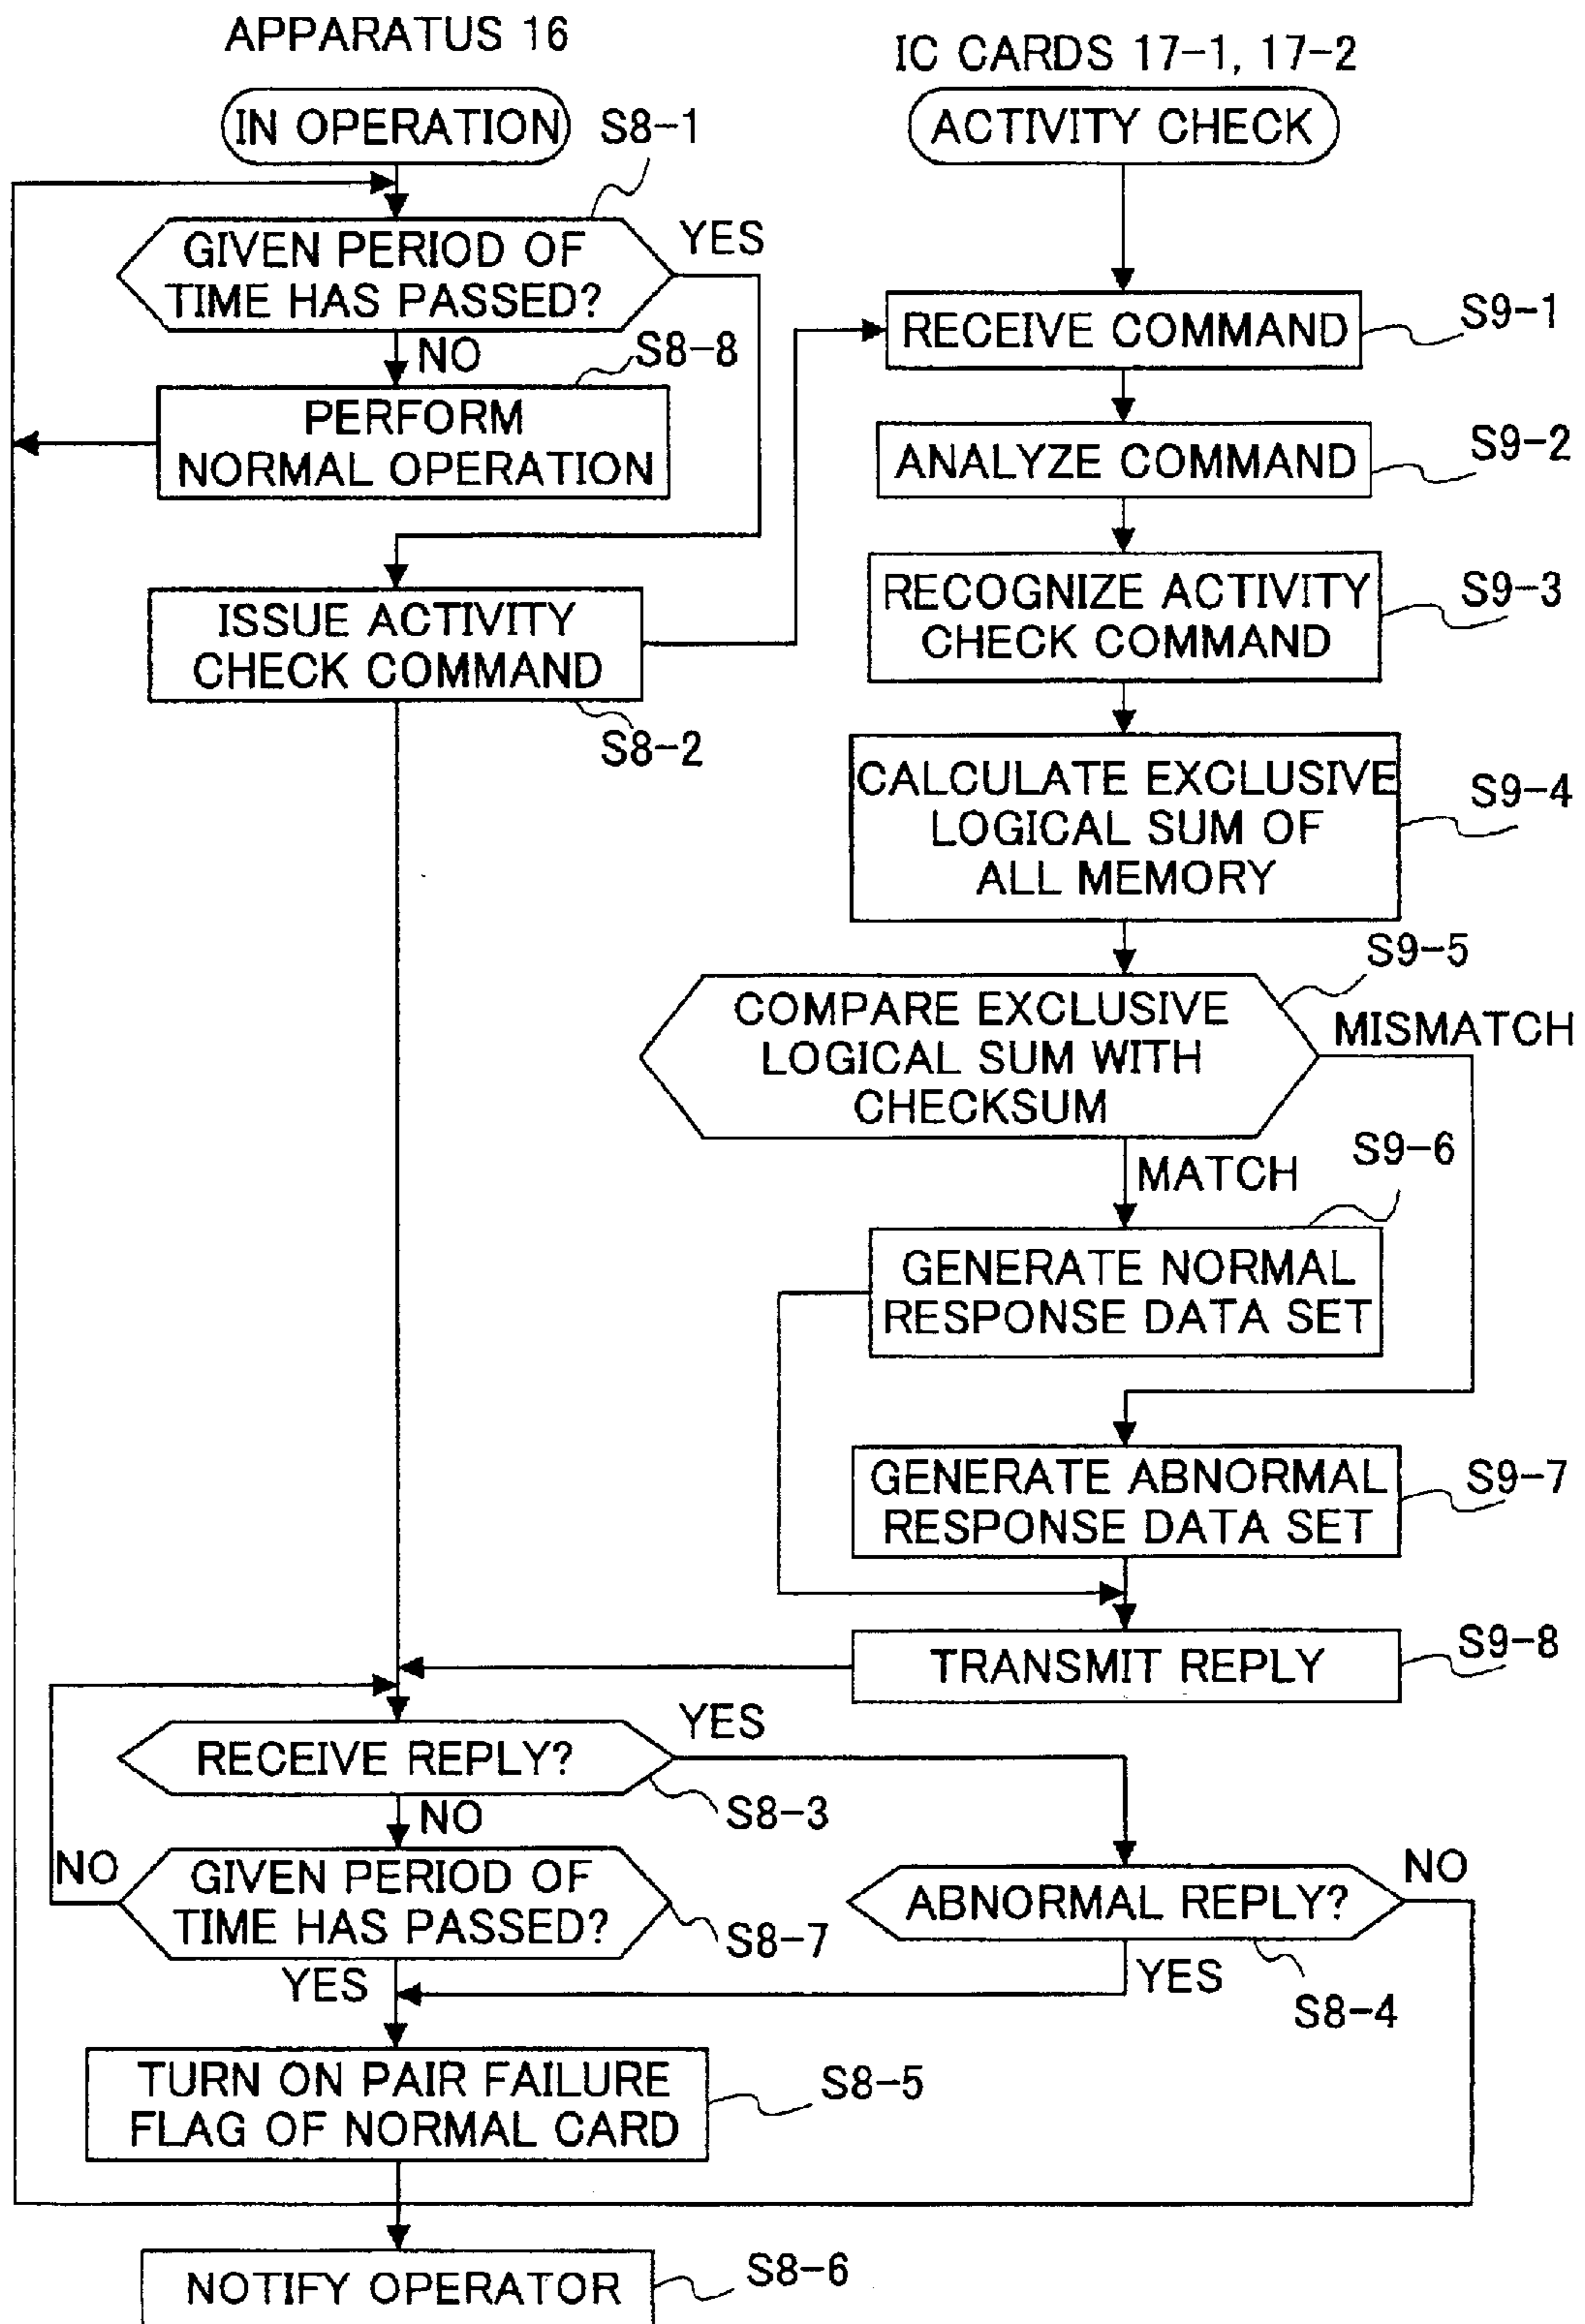 APPARATUS 16
IC CARDS 17-1, 17-2
IN OPERATION
S8-1
ACTIVITY CHECK
GIVEN PERIOD OF
TIME HAS PASSED?
YES
NO
S8-8
PERFORM
NORMAL OPERATION
RECEIVE COMMAND
S9-1
ANALYZE COMMAND
S9-2
ISSUE ACTIVITY
CHECK COMMAND
S8-2
RECOGNIZE ACTIVITY
CHECK COMMAND
S9-3
CALCULATE EXCLUSIVE
LOGICAL SUM OF
ALL MEMORY
S9-4
S9-5
COMPARE EXCLUSIVE
LOGICAL SUM WITH
CHECKSUM
MISMATCH
MATCH
S9-6
GENERATE NORMAL
RESPONSE DATA SET
GENERATE ABNORMAL
RESPONSE DATA SET
S9-7
TRANSMIT REPLY
S9-8
RECEIVE REPLY?
YES
S8-3
NO
NO
GIVEN PERIOD OF
TIME HAS PASSED?
S8-7
YES
ABNORMAL REPLY?
NO
YES
S8-4
TURN ON PAIR FAILURE
FLAG OF NORMAL CARD
S8-5
NOTIFY OPERATOR
S8-6